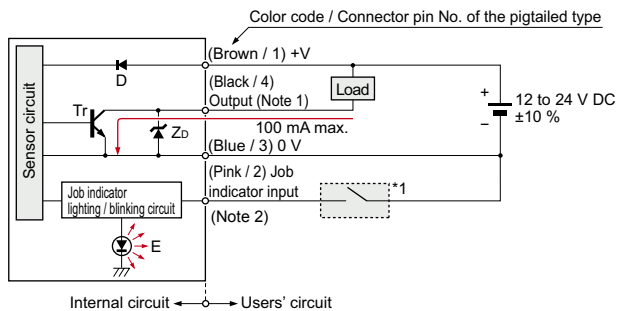 Color code / Connector pin No. of the pigtailed type
(Brown / 1) +V
D
(Black / 4)
Output (Note 1)
Load
Tr
ZD
100 mA max.
+
12 to 24 V DC
±10 %
−
Sensor circuit
(Blue / 3) 0 V
(Pink / 2) Job
indicator input
*1
(Note 2)
Job indicator
lighting / blinking circuit
E
Internal circuit
Users' circuit